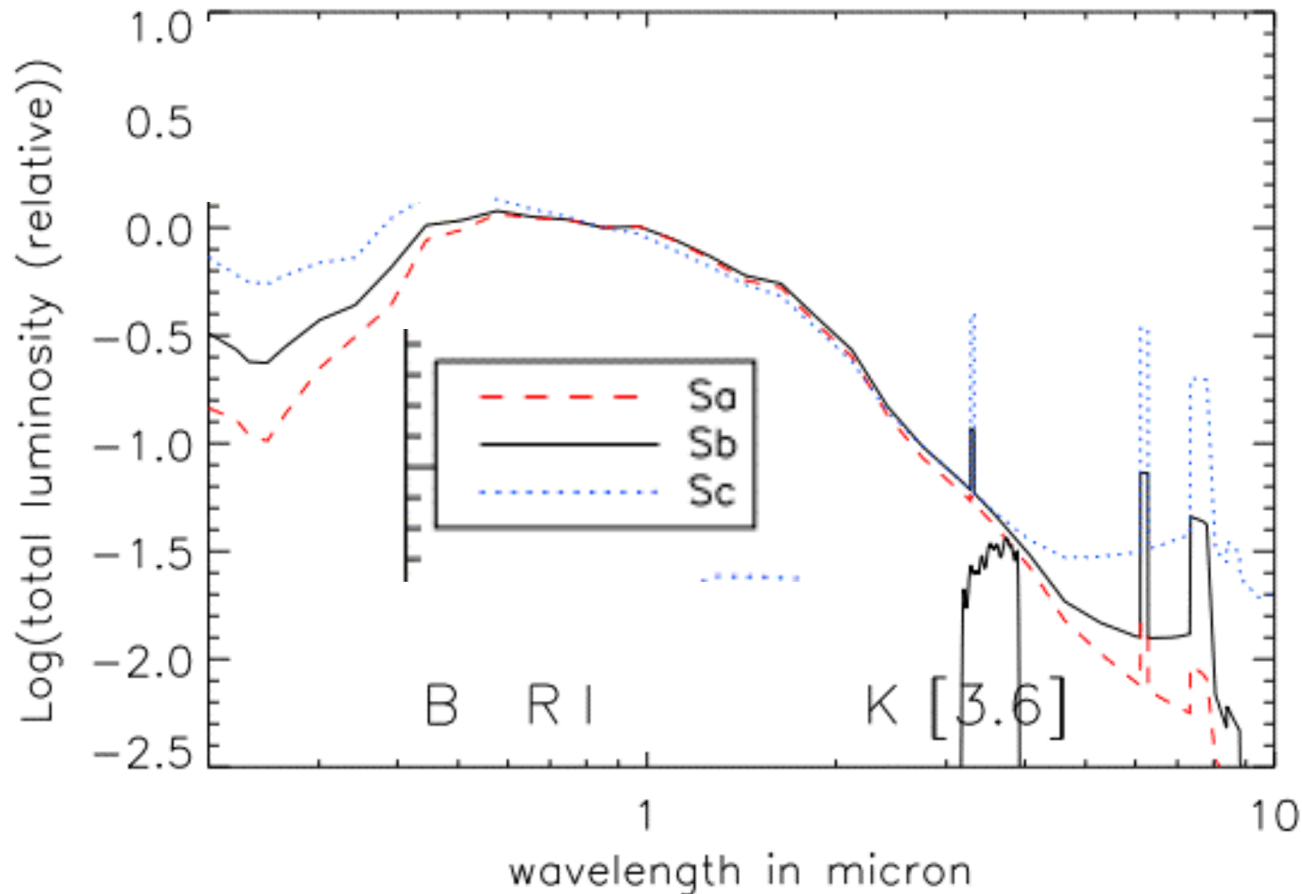 Log(total luminosity (relative))
1.0
0.5
0.0
−0.5
−1.0
−1.5
−2.0
−2.5
Sa
Sb
Sc
B R I K [3.6]
1 10
wavelength in micron